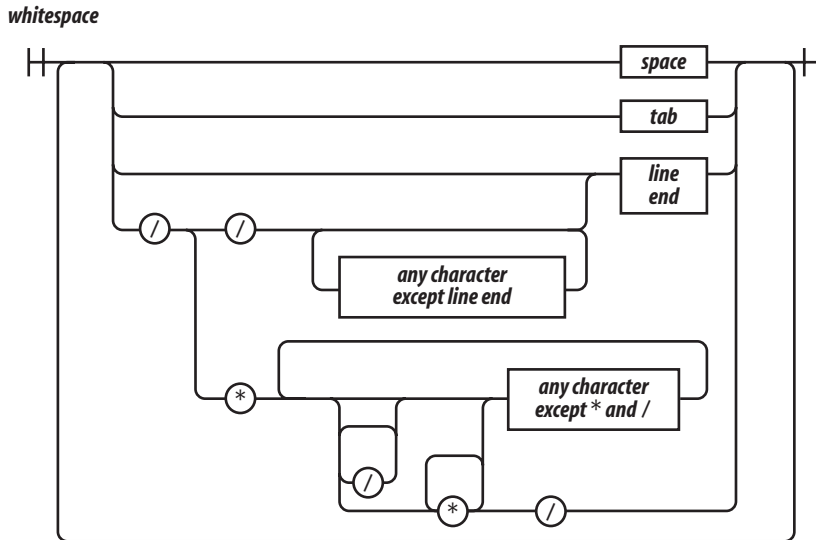 whitespace
space
tab
line
end
/ /
any character
except line end
*
any character
except * and /
/
* /